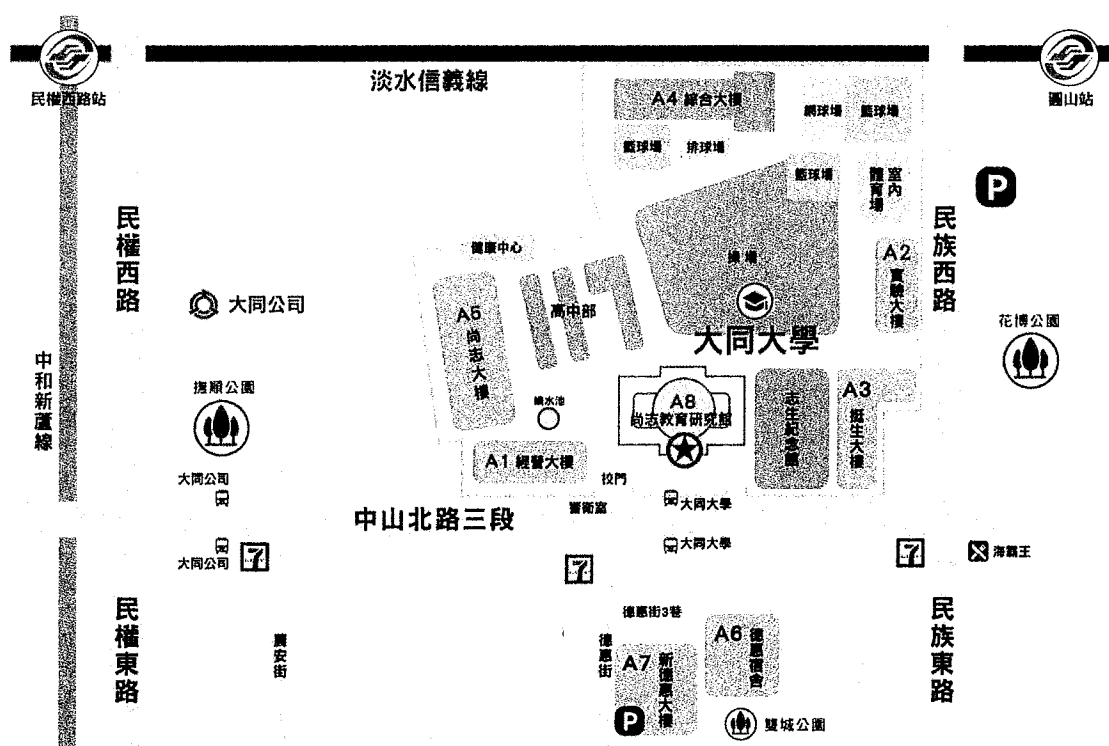 民權西路站
淡水信義線
圓山站
A4 綜合大樓
網球場
籃球場
籃球場
排球場
籃球場
室內體育場
P
民權西路
民族西路
健康中心
操場
A2 實驗大樓
大同公司
A5 尚志大樓
高中部
大同大學
花博公園
中和新蘆線
撫順公園
噴水池
A8
尚志教育研究館
志生紀念館
A3 挺生大樓
A1 經營大樓
校門
大同公司
警衛室
大同大學
中山北路三段
大同公司
7
7
大同大學
7
海霸王
民權東路
農安街
德惠街
德惠街3巷
A6 德惠宿舍
A7 新德惠大樓
P
雙城公園
民族東路